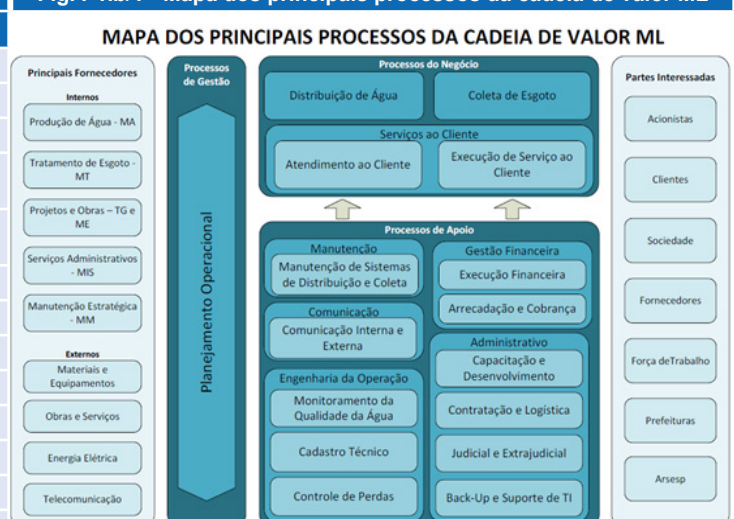 MAPA DOS PRINCIPAIS PROCESSOS DA CADEIA DE VALOR ML
Principais Fornecedores
Internos
Produção de Água - MA
Tratamento de Esgoto -
MT
Projetos e Obras – TG e
ME
Serviços Administrativos
- MIS
Manutenção Estratégica
- MM
Externos
Materiais e
Equipamentos
Obras e Serviços
Energia Elétrica
Telecomunicação
Processos
de Gestão
Planejamento Operacional
Processos do Negócio
Distribuição de Água
Coleta de Esgoto
Serviços ao Cliente
Atendimento ao Cliente
Execução de Serviço ao
Cliente
Processos de Apoio
Manutenção
Manutenção de Sistemas
de Distribuição e Coleta
Comunicação
Comunicação Interna e
Externa
Engenharia da Operação
Monitoramento da
Qualidade da Água
Cadastro Técnico
Controle de Perdas
Gestão Financeira
Execução Financeira
Arrecadação e Cobrança
Administrativo
Capacitação e
Desenvolvimento
Contratação e Logística
Judicial e Extrajudicial
Back-Up e Suporte de TI
Partes Interessadas
Acionistas
Clientes
Sociedade
Fornecedores
Força deTrabalho
Prefeituras
Arsesp